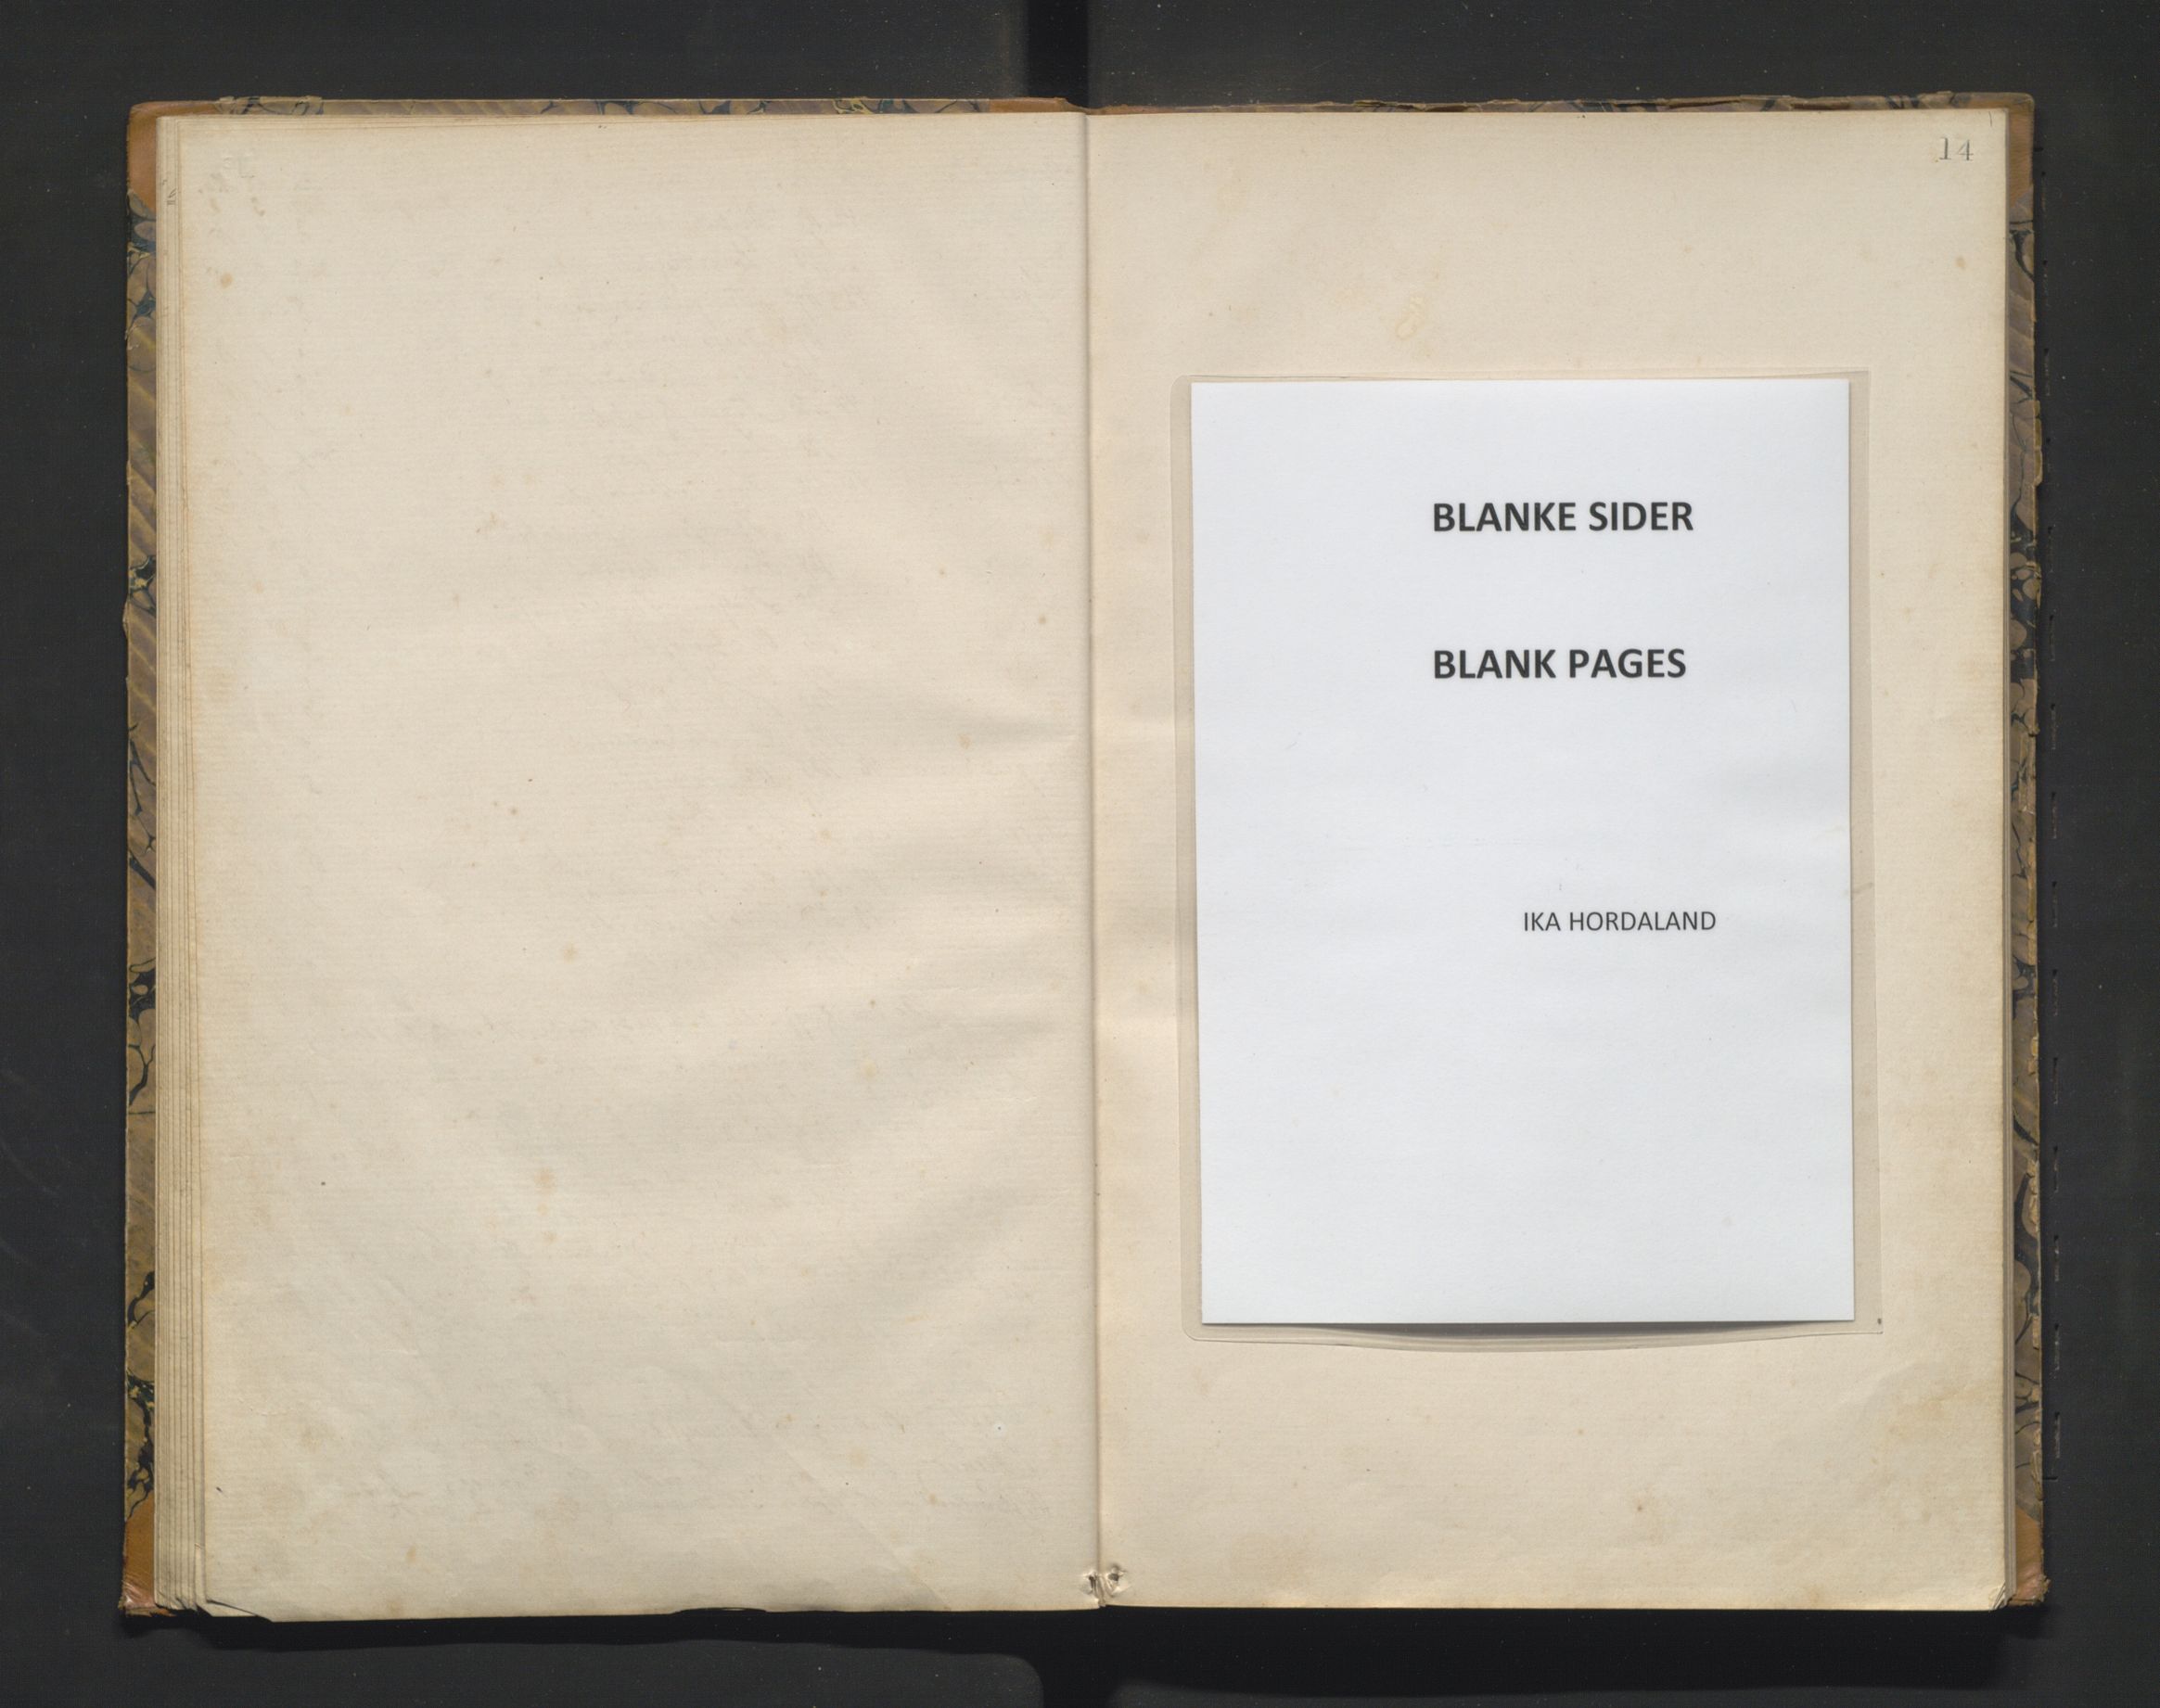 14
BLANKE SIDER
BLANK PAGES
IKA HORDALAND